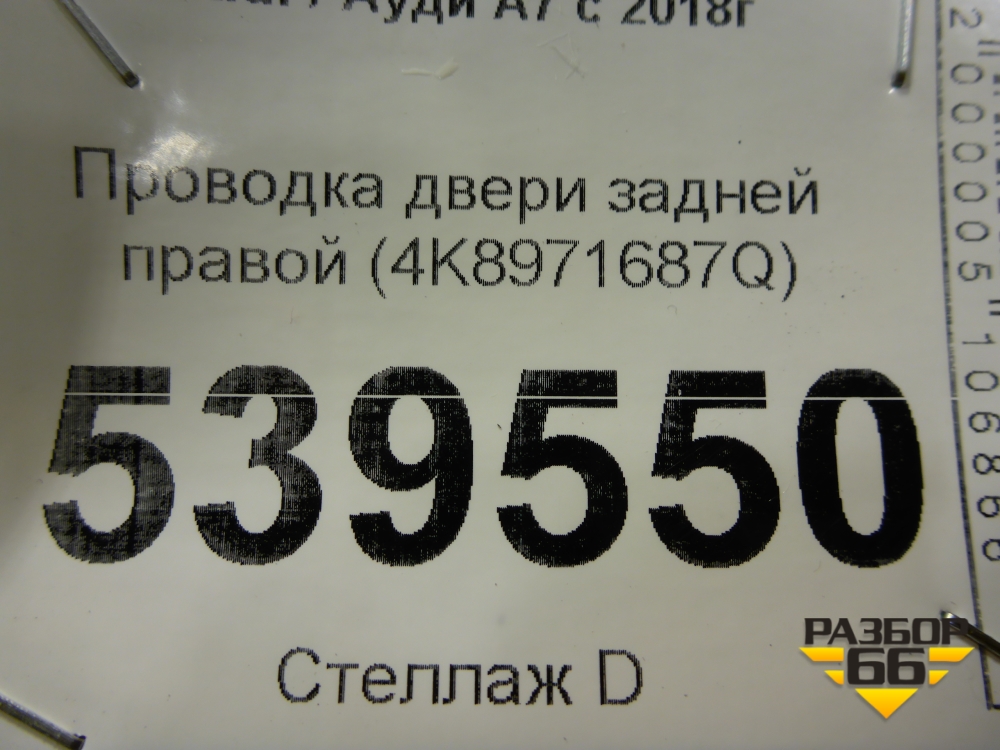 Ауди А7 с 2018г
Проводка двери задней
правой (4K8971687Q)
539550
Стеллаж D
РАЗБОР
66